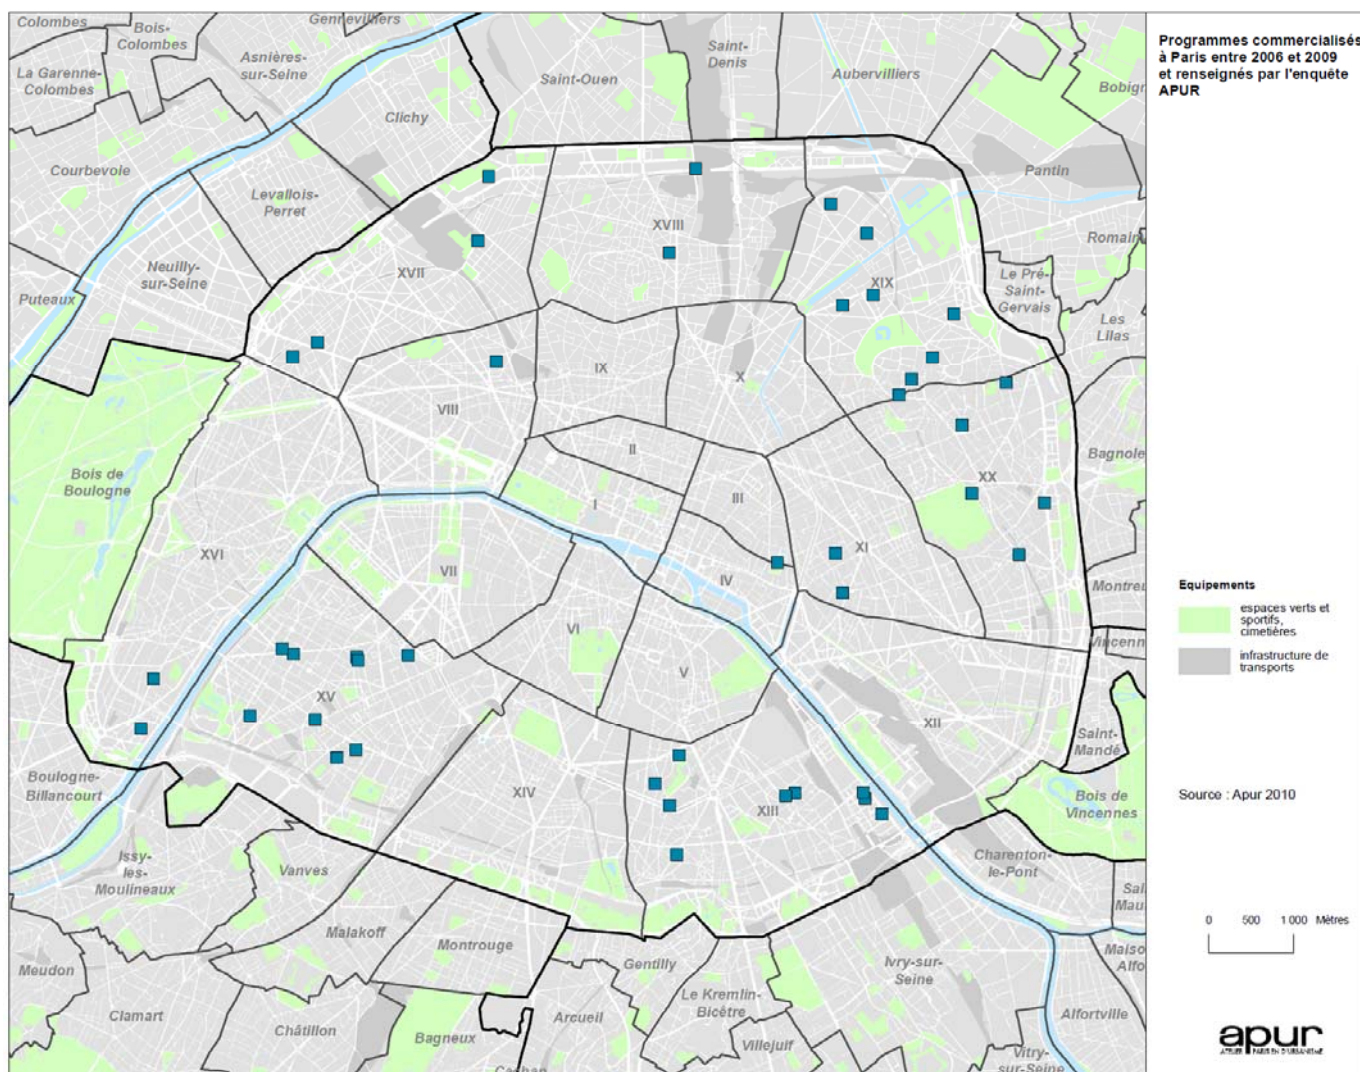 Programmes commercialisés
à Paris entre 2006 et 2009
et renseignés par l'enquête
APUR
Colombes
Bois-
Colombes
Gennevilliers
La Garenne-
Colombes
Asnières-
sur-Seine
Saint-Ouen
Saint-
Denis
Aubervilliers
Clichy
Courbevoie
Levallois-
Perret
Pantin
XVIII
Neuilly-
sur-Seine
XVII
Puteaux
XIX
Le Pré-
Saint-
Gervais
Les
Lilas
IX
X
VIII
II
Bois de
Boulogne
XX
III
I
XVI
XI
IV
VII
VI
V
XV
XII
Saint-
Mandé
Boulogne-
Billancourt
XIV
XIII
Bois de
Vincennes
Issy-
les-
Moulineaux
Vanves
Charenton-
le-Pont
Malakoff
Montrouge
Meudon
Gentilly
Ivry-sur-
Seine
Le Kremlin-
Bicêtre
Clamart
Châtillon
Bagneux
Arcueil
Villejuif
Alfortville
Vitry-
sur-Seine
Equipements
espaces verts et
sportifs,
cimetières
infrastructure de
transports
Source : Apur 2010
0 500 1 000 Mètres
apur
ATELIER PARISIEN D'URBANISME